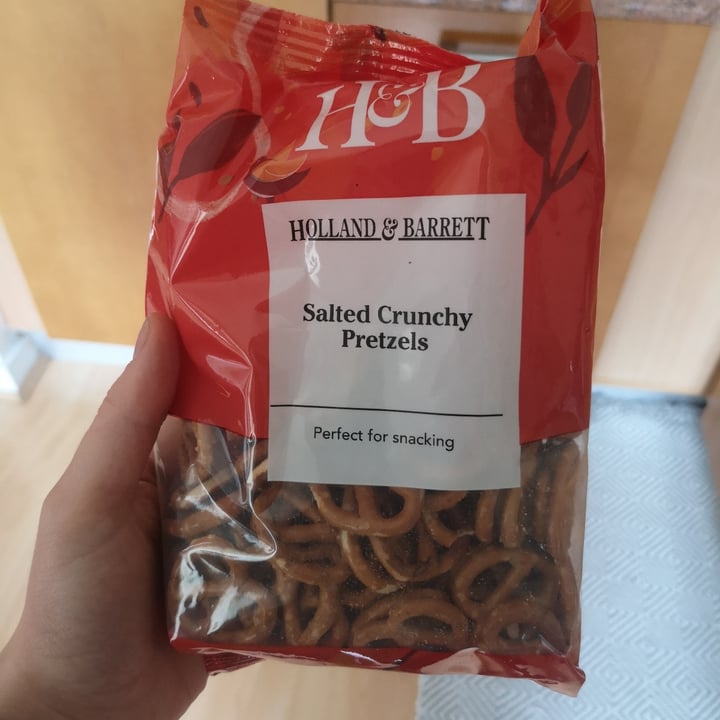 H&B
HOLLAND & BARRETT
Salted Crunchy
Pretzels
Perfect for snacking